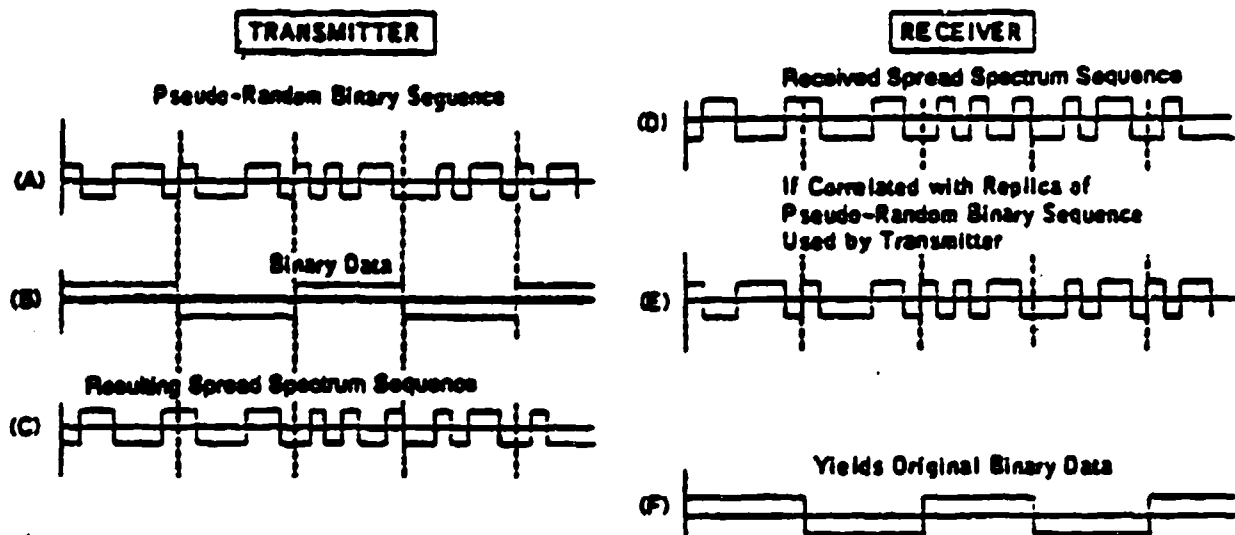 TRANSMITTER
Pseudo-Random Binary Sequence
(A)
Binary Data
(B)
Resulting Spread Spectrum Sequence
(C)
RECEIVER
Received Spread Spectrum Sequence
(D)
If Correlated with Replica of
Pseudo-Random Binary Sequence
Used by Transmitter
(E)
Yields Original Binary Data
(F)